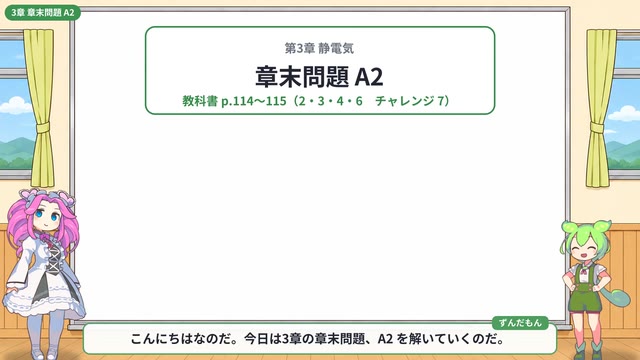 3章 章末問題 A2
第3章 静電気
章末問題 A2
教科書 p.114〜115（2・3・4・6　チャレンジ 7）
ずんだもん
こんにちはなのだ。今日は3章の章末問題、A2 を解いていくのだ。